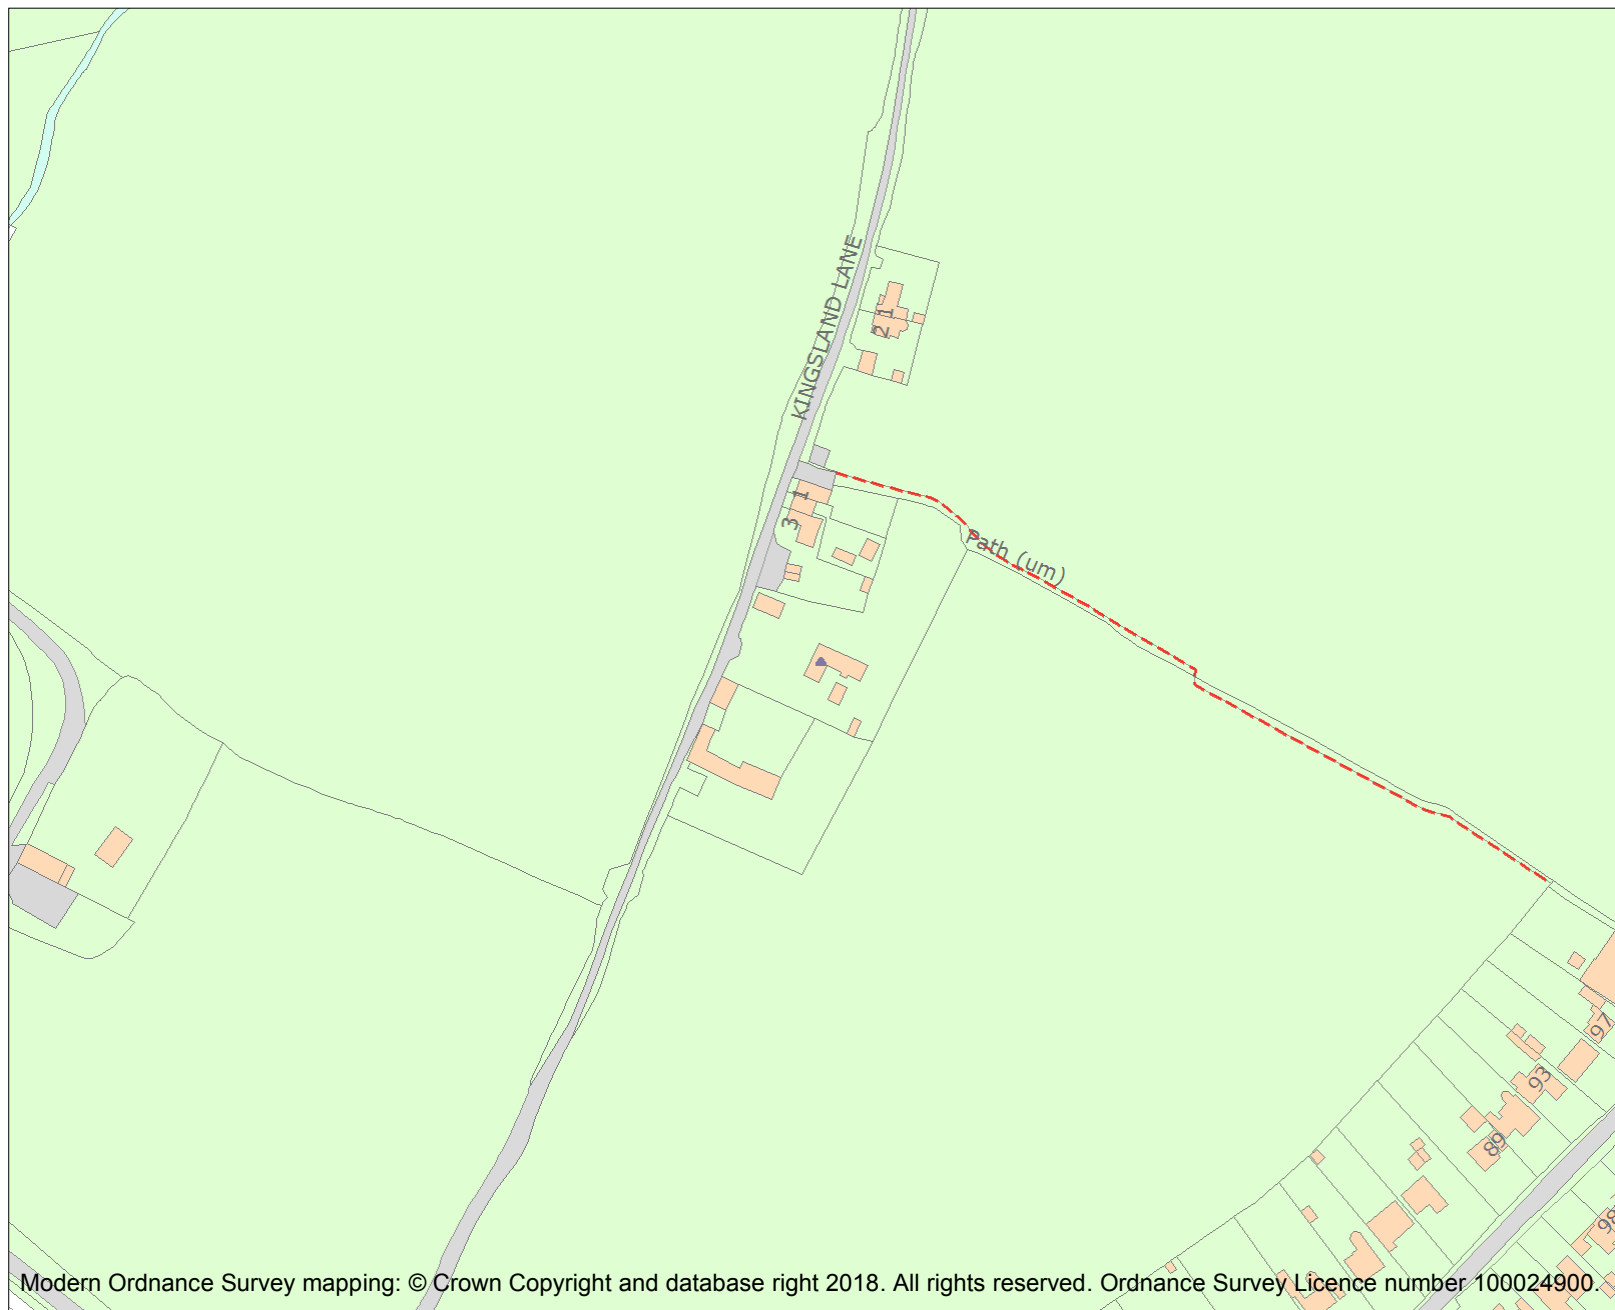 KINGSLAND LANE
2 1
1
3
Path (um)
97
93
89
98
Modern Ordnance Survey mapping: © Crown Copyright and database right 2018. All rights reserved. Ordnance Survey Licence number 100024900.